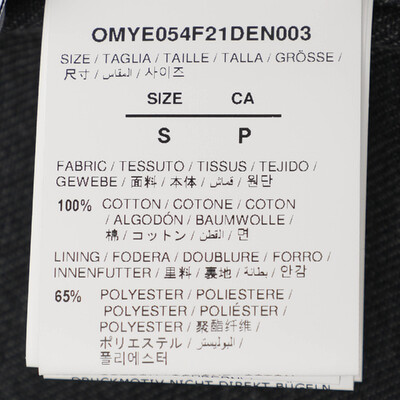 OMYE054F21DEN003
SIZE / TAGLIA / TAILLE / TALLA / GRÖSSE /
尺寸 / المقاس / 사이즈
SIZE CA
S P
FABRIC / TESSUTO / TISSUS / TEJIDO /
GEWEBE / 面料 / 本体 / قماش / 원단
100% COTTON / COTONE / COTON
/ ALGODÓN / BAUMWOLLE /
棉 / コットン / القطن / 면
LINING / FODERA / DOUBLURE / FORRO /
INNENFUTTER / 里料 / 裏地 / بطانة / 안감
65% POLYESTER / POLIESTERE /
POLYESTER / POLIÉSTER /
POLYESTER / 聚酯纤维 /
ポリエステル / البوليستر /
폴리에스터
DRUCKMOTIV NICHT DIREKT BÜGELN